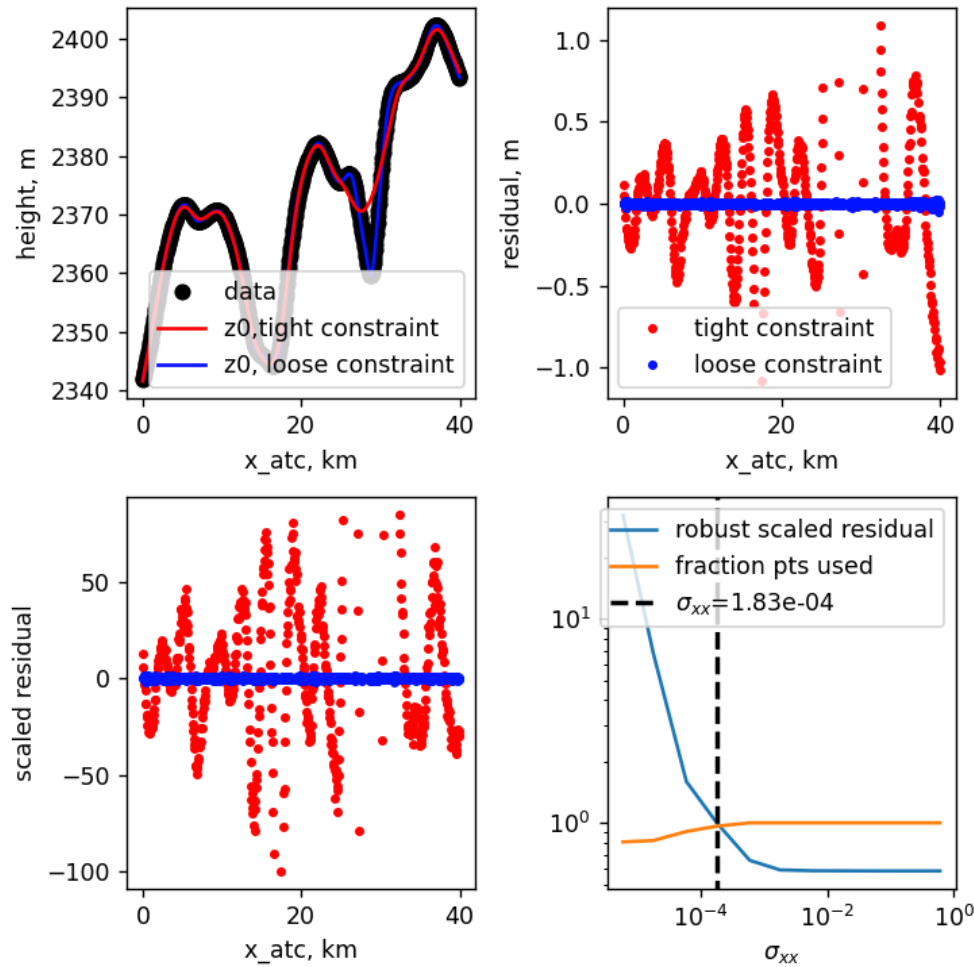 2400
2390
2380
2370
2360
2350
2340
height, m
data
z0,tight constraint
z0, loose constraint
0
20
40
x_atc, km
1.0
0.5
0.0
−0.5
−1.0
residual, m
tight constraint
loose constraint
0
20
40
x_atc, km
50
0
−50
−100
scaled residual
0
20
40
x_atc, km
robust scaled residual
fraction pts used
σₓₓ=1.83e-04
10¹
10⁰
10⁻⁴
10⁻²
10⁰
σₓₓ